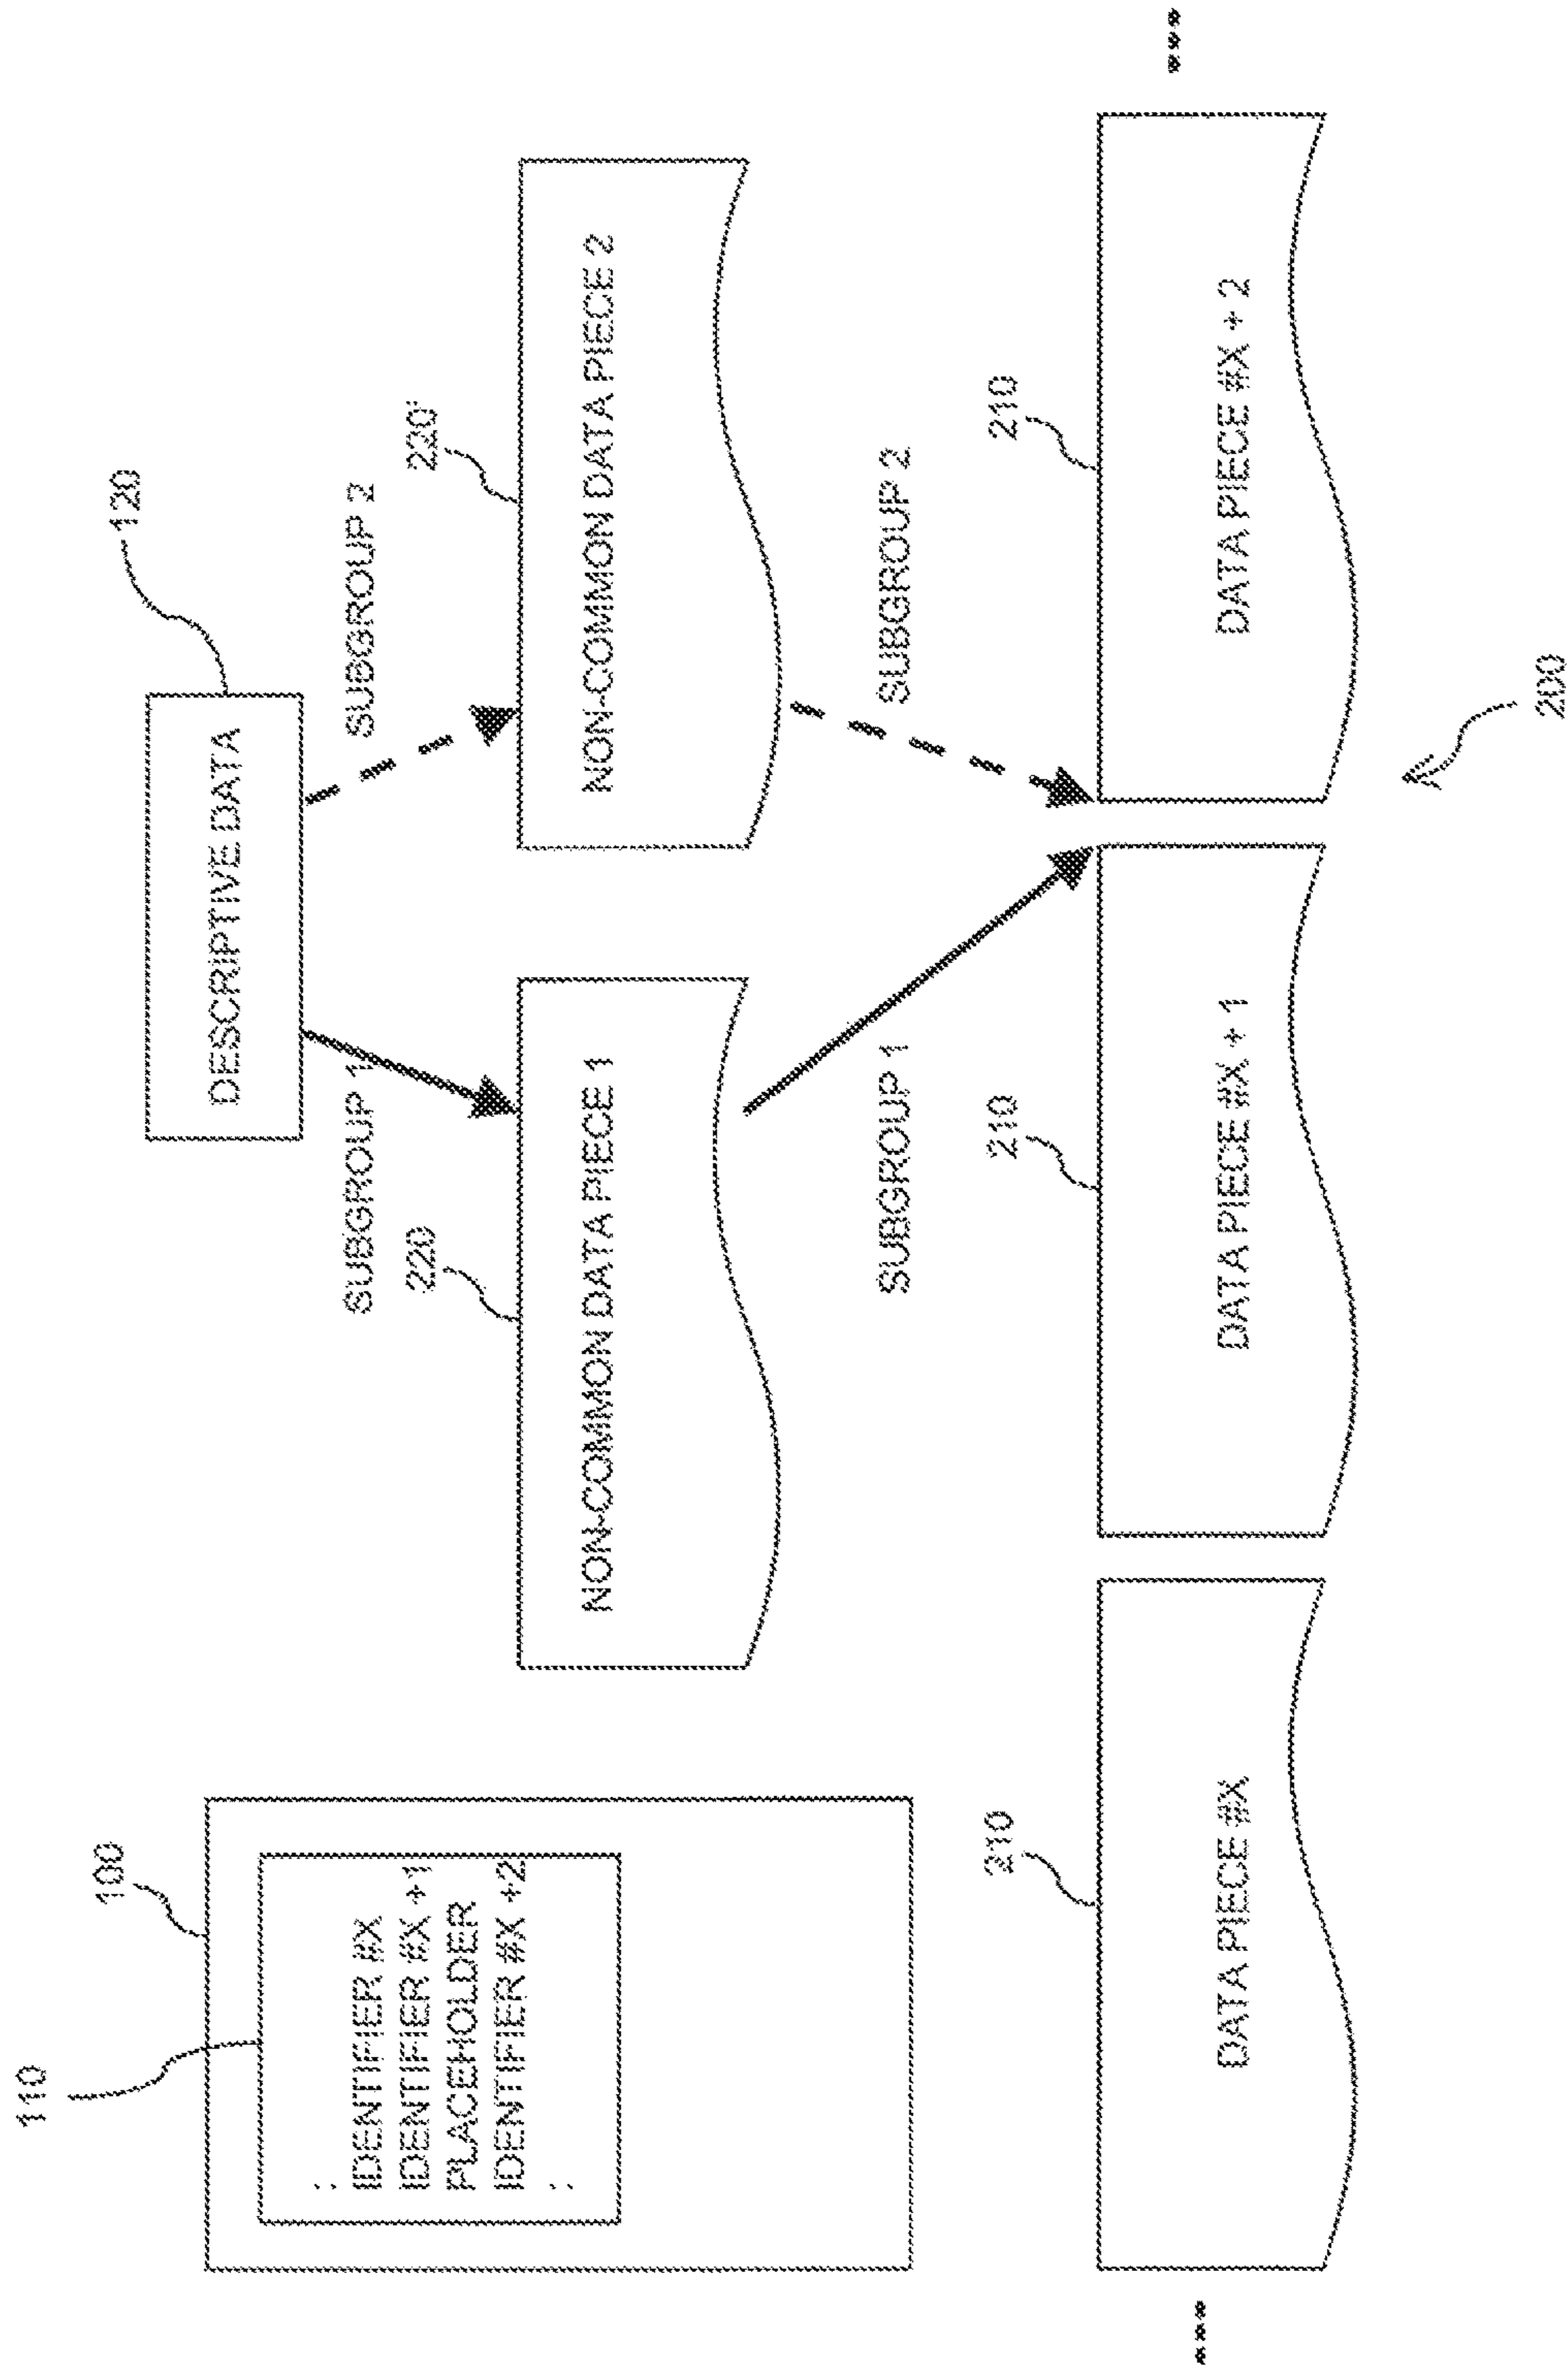 110
100
:
IDENTIFIER #X
IDENTIFIER #X +1
PLACEHOLDER
IDENTIFIER #X +2
:
120
DESCRIPTIVE DATA
SUBGROUP 1
SUBGROUP 2
220
220'
NON-COMMON DATA PIECE 1
NON-COMMON DATA PIECE 2
SUBGROUP 1
SUBGROUP 2
210
210
210
DATA PIECE #X
DATA PIECE #X + 1
DATA PIECE #X + 2
200